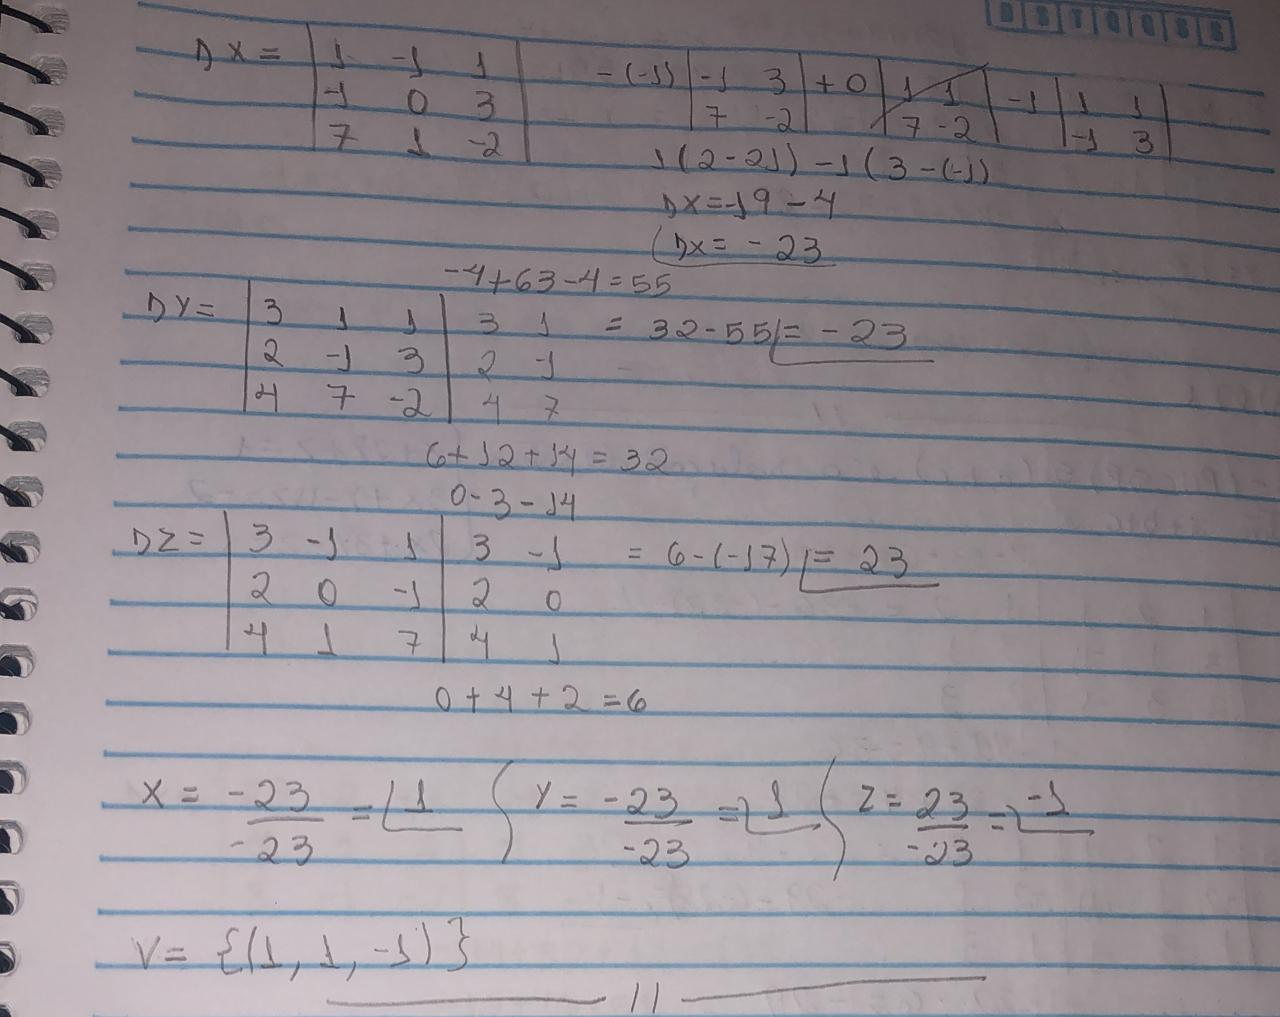 D S T Q Q S S
DX = | 1 -1 1 | -(-1) | -1 3 | + 0 | 1 1 | -1 | 1 1 |
| -1 0 3 | | 7 -2 | | 7 -2 | | -1 3 |
| 7 1 -2 |
1(2-21) -1(3-(-1))
DX = -19 - 4
DX = - 23
-4+63-4=55
DY = | 3 1 1 | 3 1 = 32-55 = - 23
| 2 -1 3 | 2 -1
| 4 7 -2 | 4 7
6+12+14 = 32
0-3-14
DZ = | 3 -1 1 | 3 -1 = 6-(-17) = 23
| 2 0 -1 | 2 0
| 4 1 7 | 4 1
0+4+2 =6
X = -23/-23 = 1 Y = -23/-23 = 1 Z = 23/-23 = -1
V= {(1, 1, -1)}